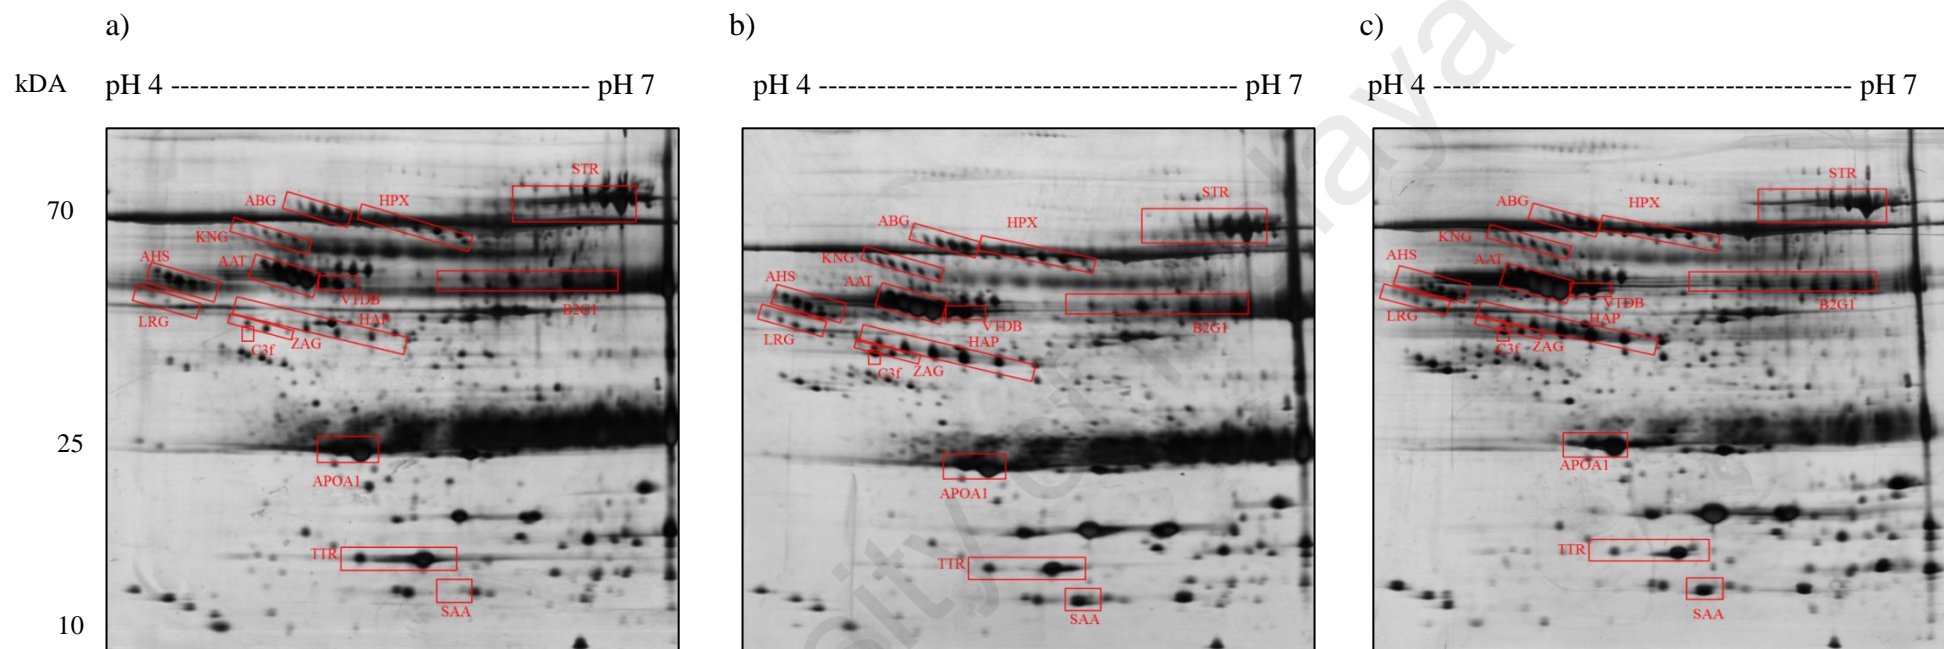 a)
b)
c)
kDA
pH 4 ---------------------------------------- pH 7
pH 4 ---------------------------------------- pH 7
pH 4 ---------------------------------------- pH 7
70
25
10
STR
ABG
HPX
KNG
AHS
AAT
VTDB
B2G1
LRG
HAP
ZAG
C3f
APOA1
TTR
SAA
STR
ABG
HPX
KNG
AHS
AAT
VTDB
B2G1
LRG
HAP
ZAG
C3f
APOA1
TTR
SAA
STR
ABG
HPX
KNG
AHS
AAT
VTDB
B2G1
LRG
HAP
ZAG
C3f
APOA1
TTR
SAA